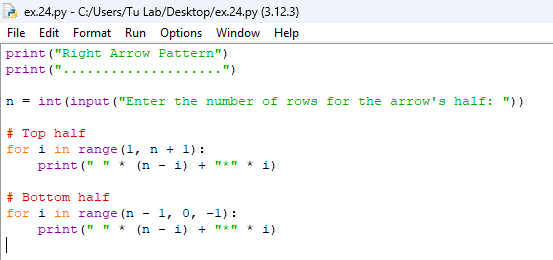 ex.24.py - C:/Users/Tu Lab/Desktop/ex.24.py (3.12.3)
File Edit Format Run Options Window Help
print("Right Arrow Pattern")
print("....................")
n = int(input("Enter the number of rows for the arrow's half: "))
# Top half
for i in range(1, n + 1):
    print(" " * (n - i) + "*" * i)
# Bottom half
for i in range(n - 1, 0, -1):
    print(" " * (n - i) + "*" * i)